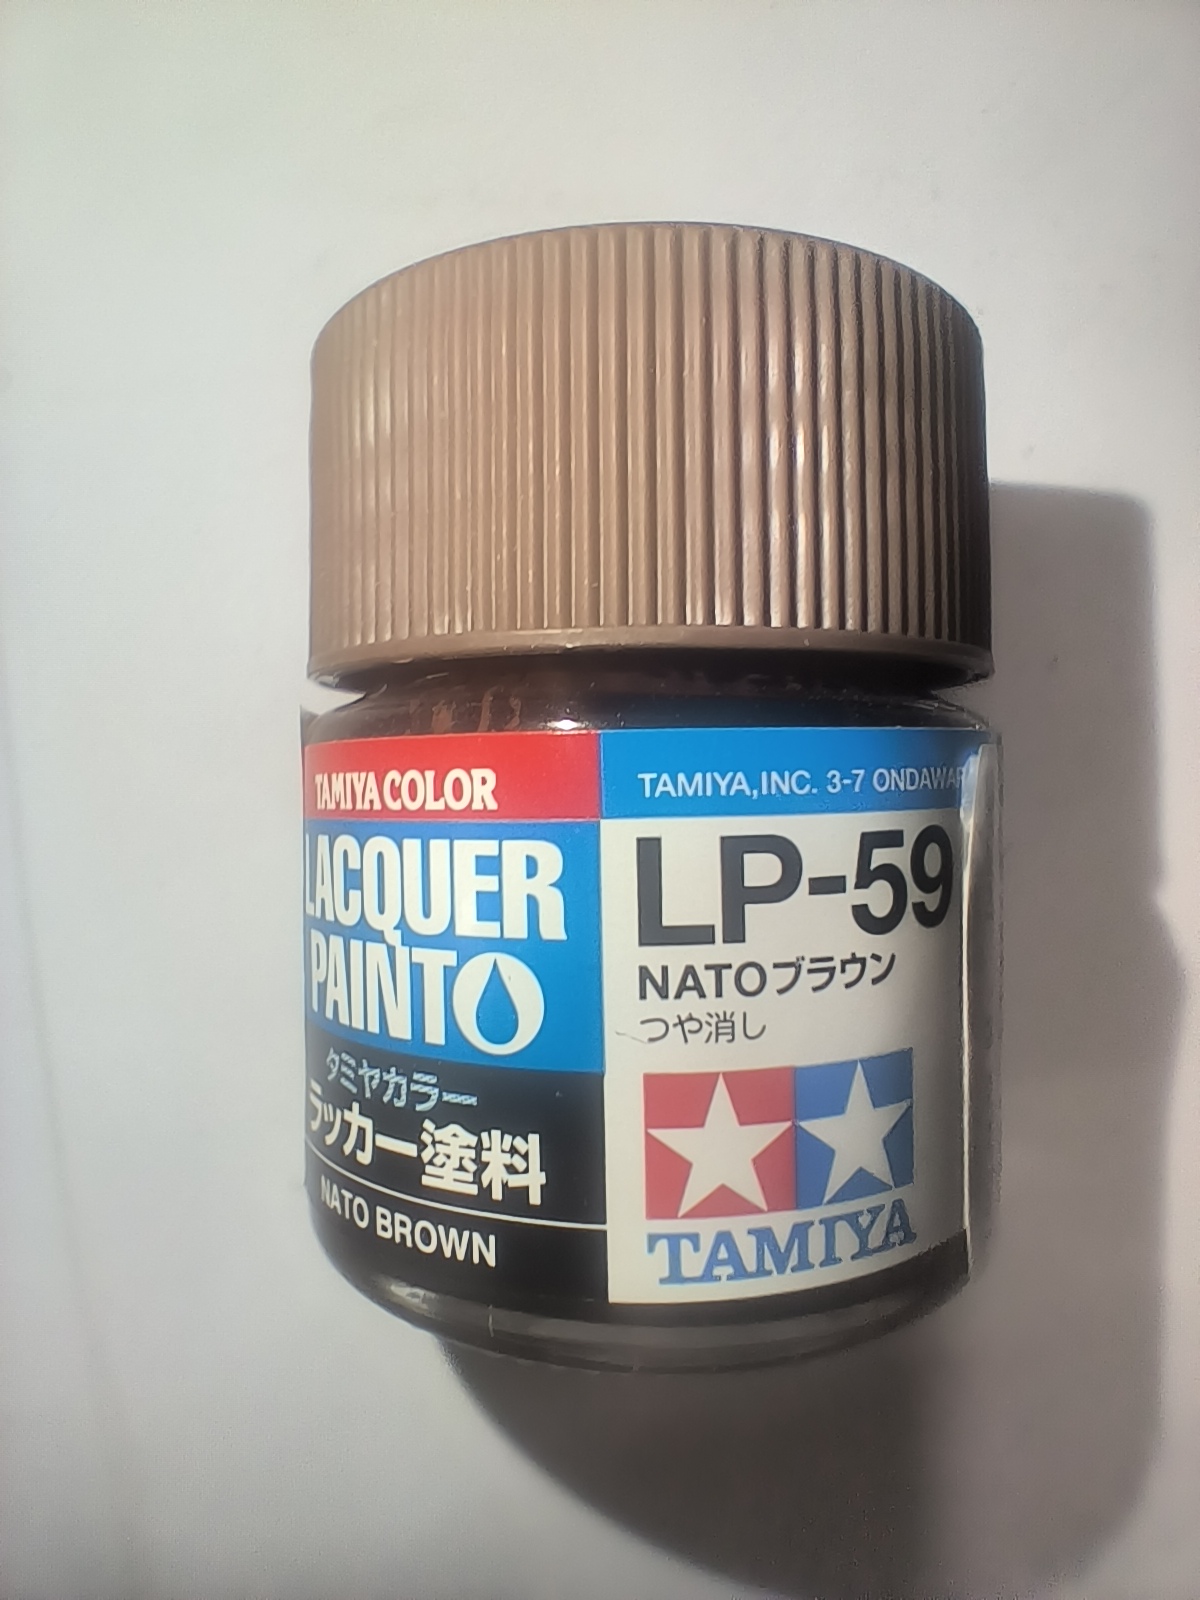 TAMIYA COLOR
LACQUER
PAINT
タミヤカラー
ラッカー塗料
NATO BROWN
TAMIYA, INC. 3-7
LP-59
NATOブラウン
つや消し
TAMIYA